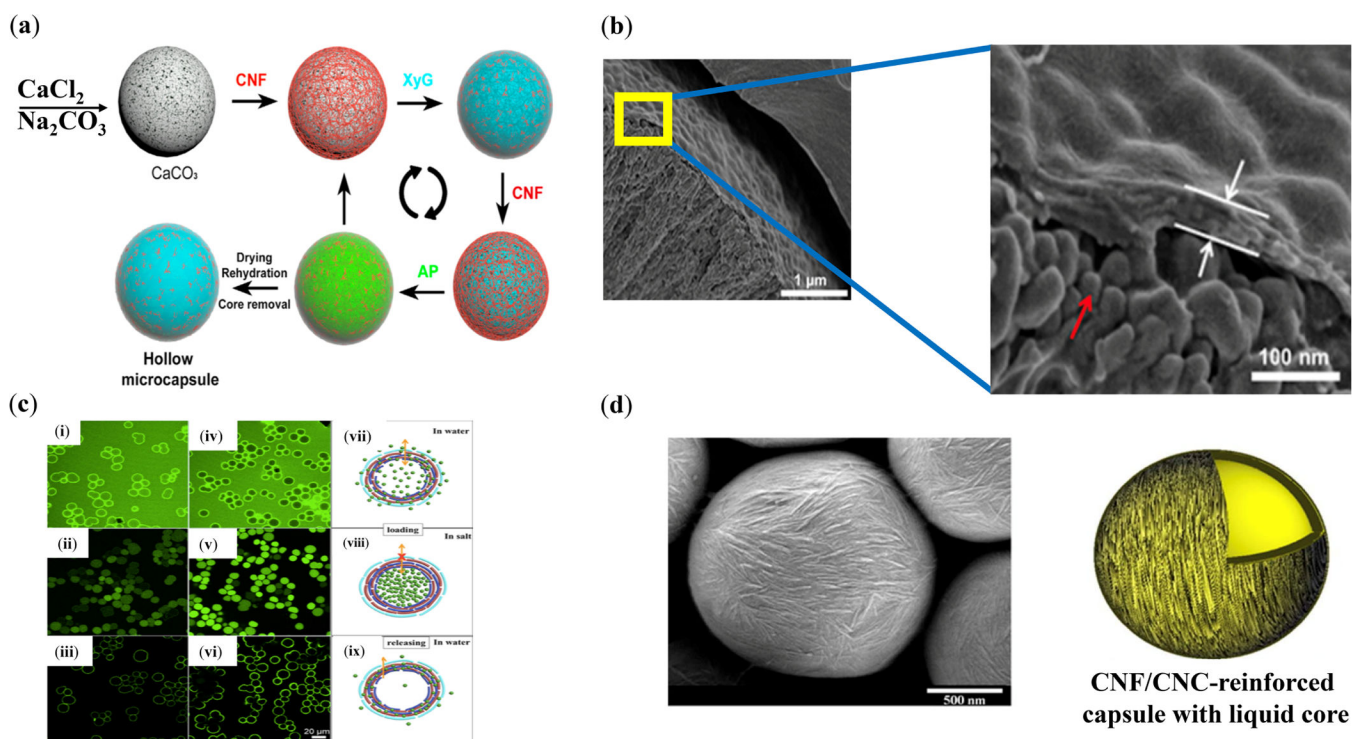 (a)
CaCl₂
Na₂CO₃
CaCO₃
CNF
XyG
CNF
AP
Drying
Rehydration
Core removal
Hollow
microcapsule
(b)
1 µm
100 nm
(c)
(i)
(iv)
(vii)
In water
(ii)
(v)
(viii)
loading
In salt
(iii)
(vi)
(ix)
releasing
In water
20 µm
(d)
500 nm
CNF/CNC-reinforced
capsule with liquid core